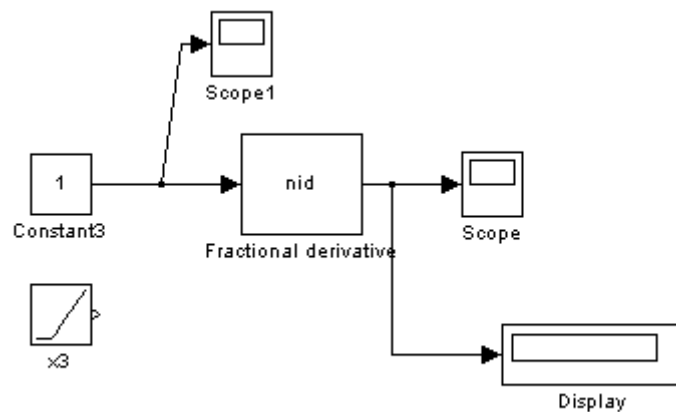 Scope1
1
Constant3
nid
Fractional derivative
Scope
x3
Display